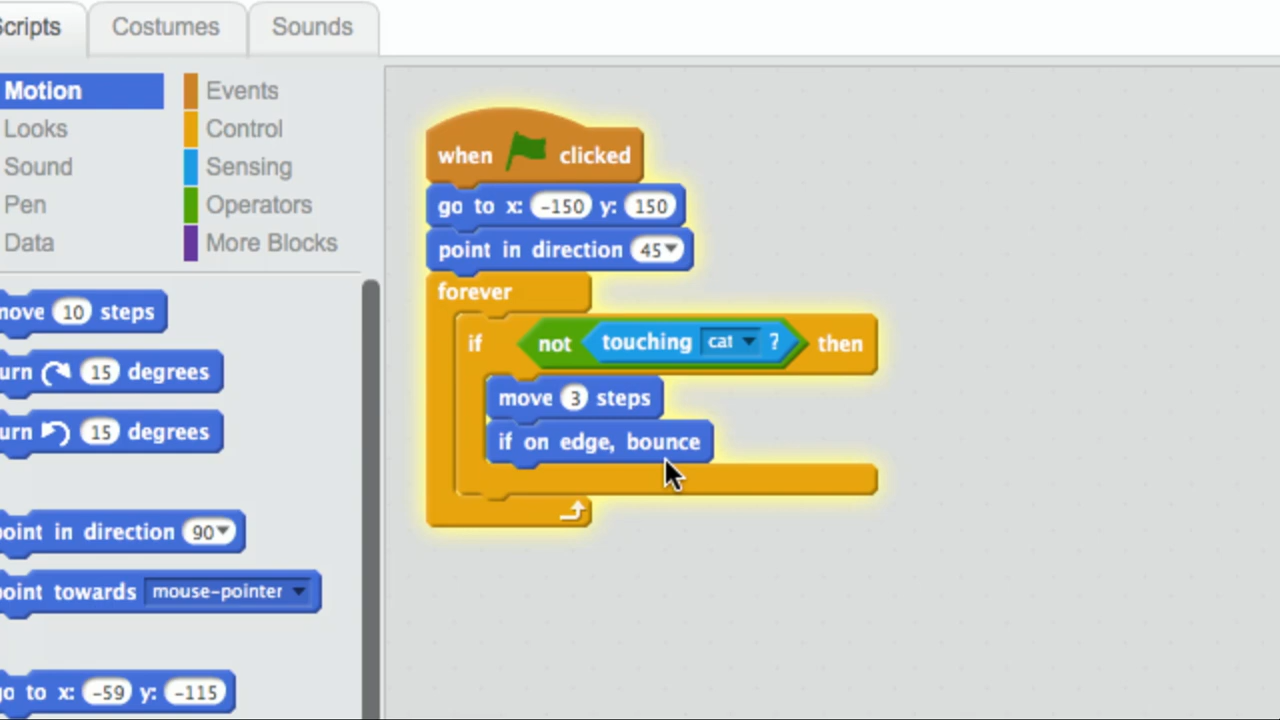 Scripts Costumes Sounds
Motion Events
Looks Control
Sound Sensing
Pen Operators
Data More Blocks
move 10 steps
turn 15 degrees
turn 15 degrees
point in direction 90
point towards mouse-pointer
go to x: -59 y: -115
when clicked
go to x: -150 y: 150
point in direction 45
forever
if not touching cat ? then
move 3 steps
if on edge, bounce